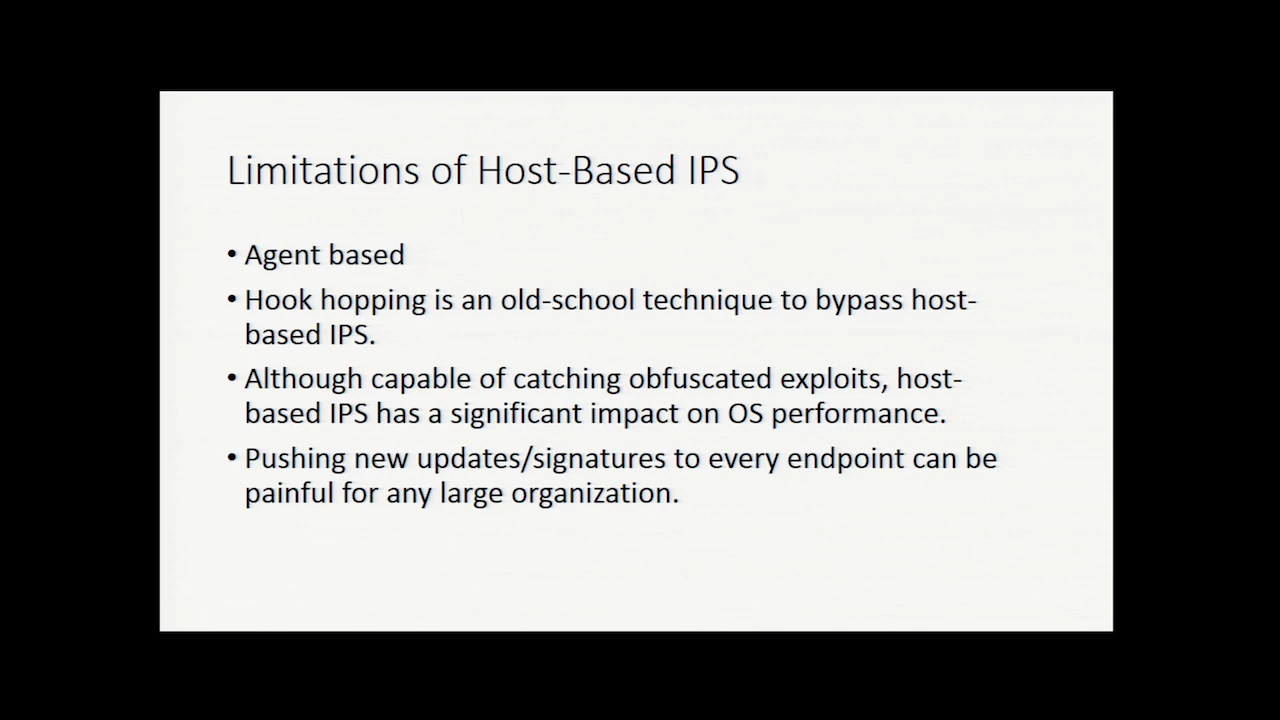 Limitations of Host-Based IPS
• Agent based
• Hook hopping is an old-school technique to bypass host-
based IPS.
• Although capable of catching obfuscated exploits, host-
based IPS has a significant impact on OS performance.
• Pushing new updates/signatures to every endpoint can be
painful for any large organization.